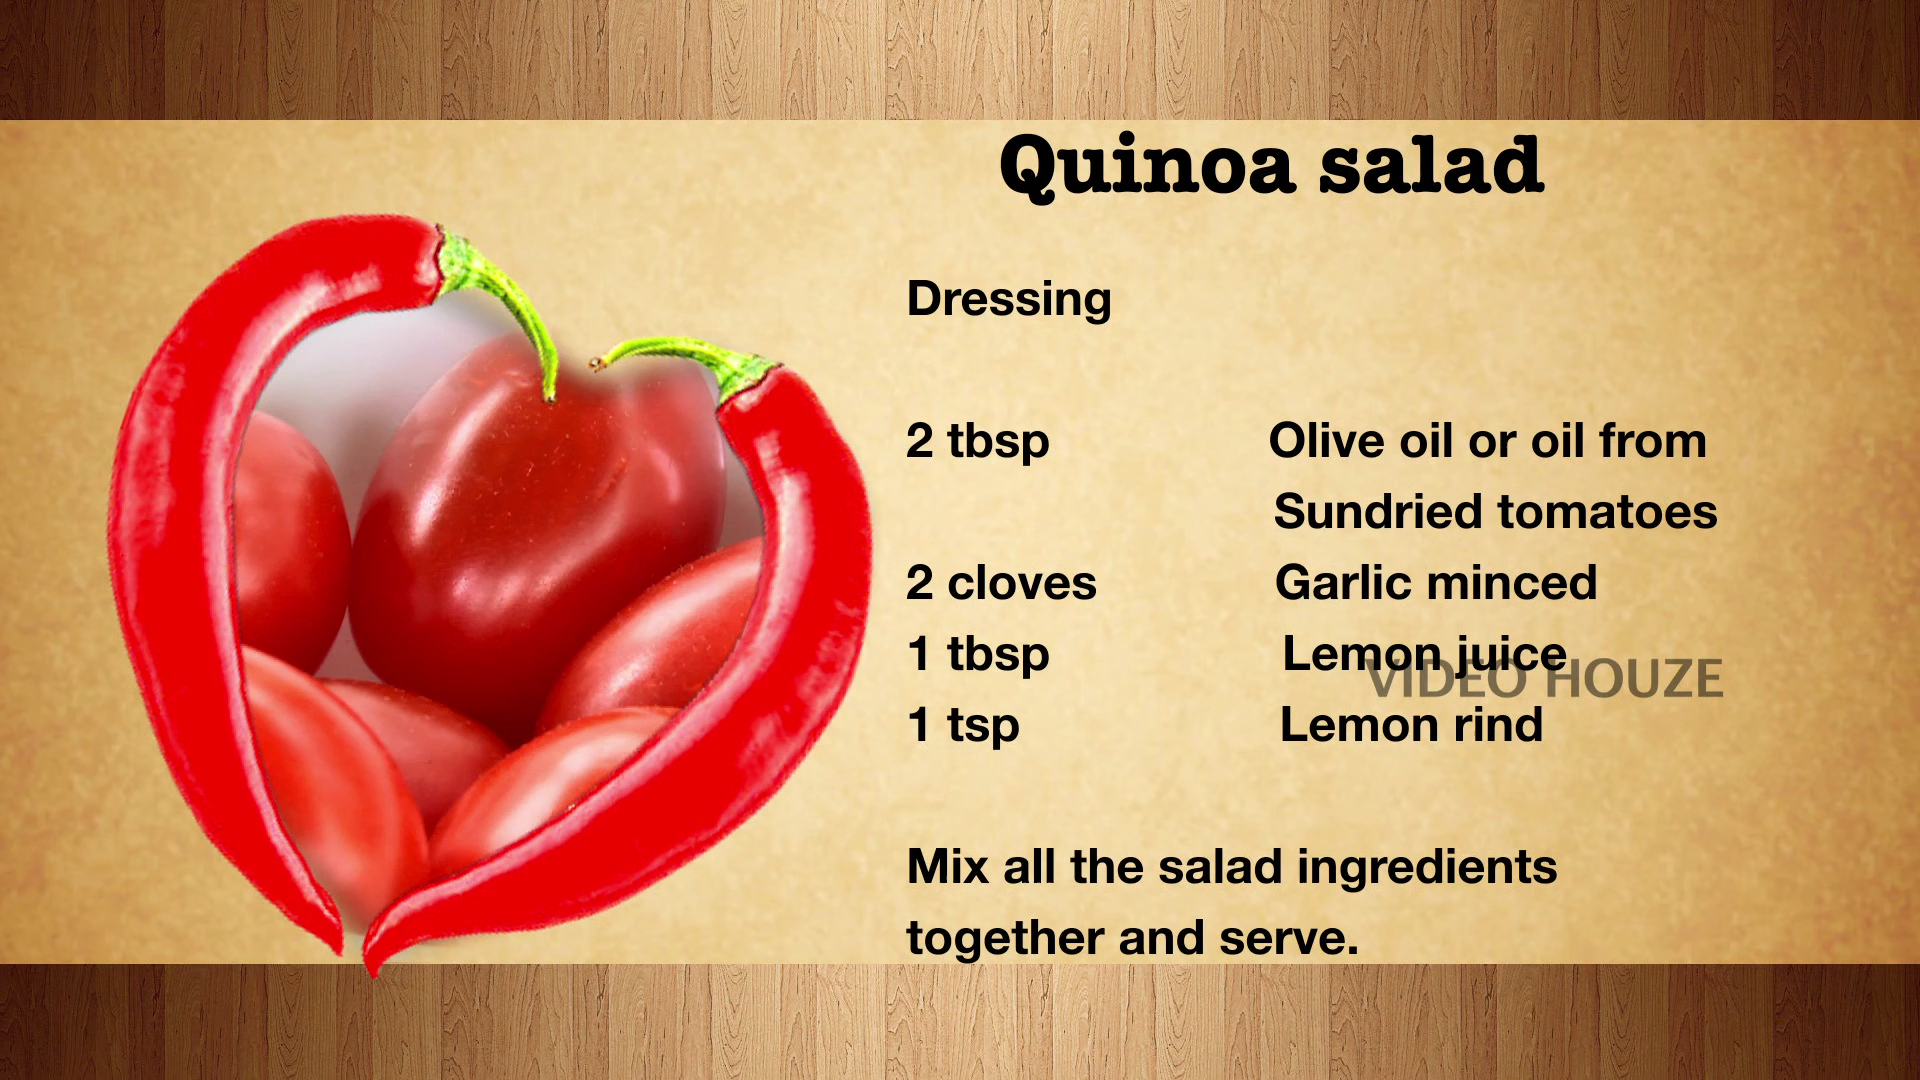 Quinoa salad
Dressing
2 tbsp Olive oil or oil from
Sundried tomatoes
2 cloves Garlic minced
1 tbsp Lemon juice
VIDEO HOUZE
1 tsp Lemon rind
Mix all the salad ingredients
together and serve.